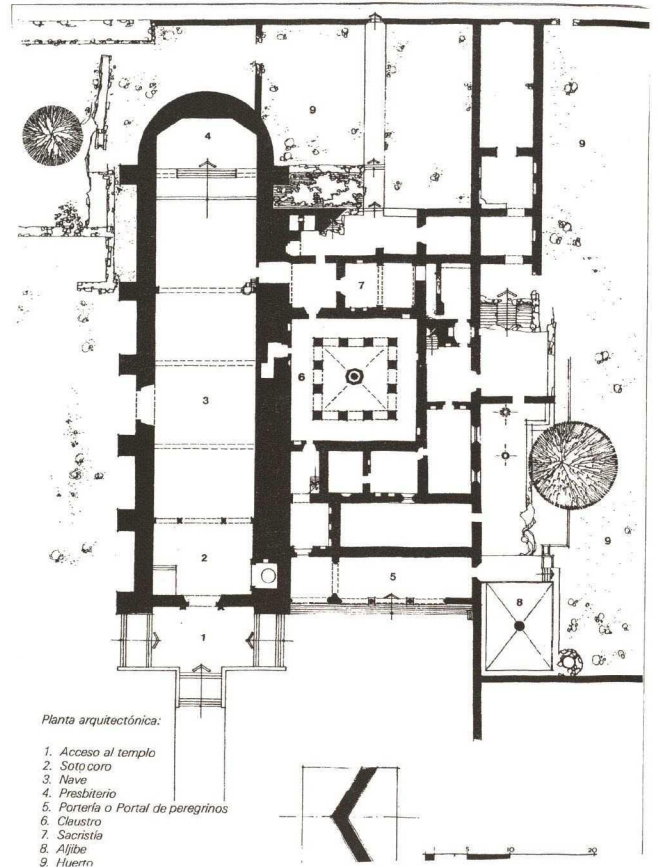 4
9
9
7
6
3
2
5
8
9
1
Planta arquitectónica:
1. Acceso al templo
2. Sotocoro
3. Nave
4. Presbiterio
5. Portería o Portal de peregrinos
6. Claustro
7. Sacristía
8. Aljibe
9. Huerto
1 5 10 20